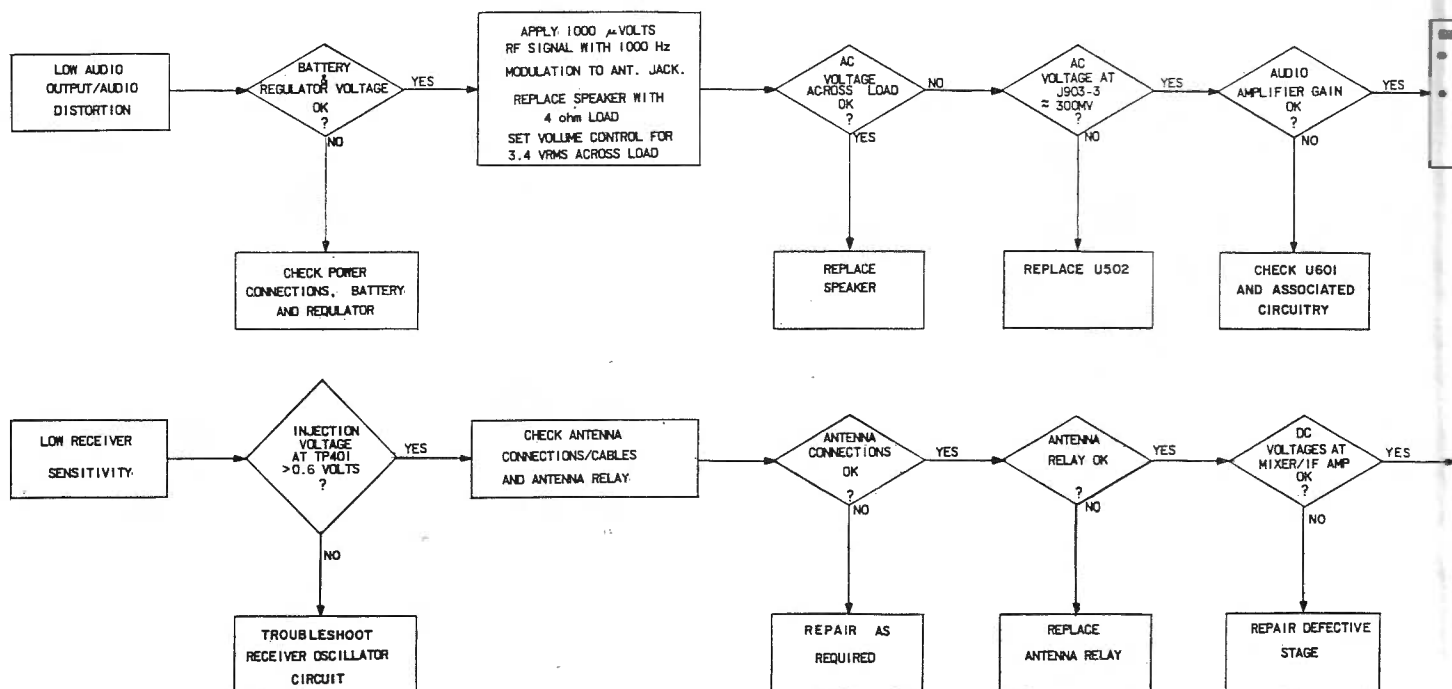 LOW AUDIO
OUTPUT/AUDIO
DISTORTION
BATTERY
&
REGULATOR VOLTAGE
OK
?
YES
NO
CHECK POWER
CONNECTIONS, BATTERY
AND REQULATOR
APPLY 1000 µVOLTS
RF SIGNAL WITH 1000 Hz
MODULATION TO ANT. JACK.
REPLACE SPEAKER WITH
4 ohm LOAD
SET VOLUME CONTROL FOR
3.4 VRMS ACROSS LOAD
AC
VOLTAGE
ACROSS LOAD
OK
?
NO
YES
REPLACE
SPEAKER
AC
VOLTAGE AT
J903-3
≈ 300MV
?
YES
NO
REPLACE U502
AUDIO
AMPLIFIER GAIN
OK
?
YES
NO
CHECK U601
AND ASSOCIATED
CIRCUITRY
LOW RECEIVER
SENSITIVITY
INJECTION
VOLTAGE
AT TP401
>0.6 VOLTS
?
YES
NO
TROUBLESHOOT
RECEIVER OSCILLATOR
CIRCUIT
CHECK ANTENNA
CONNECTIONS/CABLES
AND ANTENNA RELAY
ANTENNA
CONNECTIONS
OK
?
YES
NO
REPAIR AS
REQUIRED
ANTENNA
RELAY OK
?
YES
NO
REPLACE
ANTENNA RELAY
DC
VOLTAGES AT
MIXER/IF AMP
OK
?
YES
NO
REPAIR DEFECTIVE
STAGE